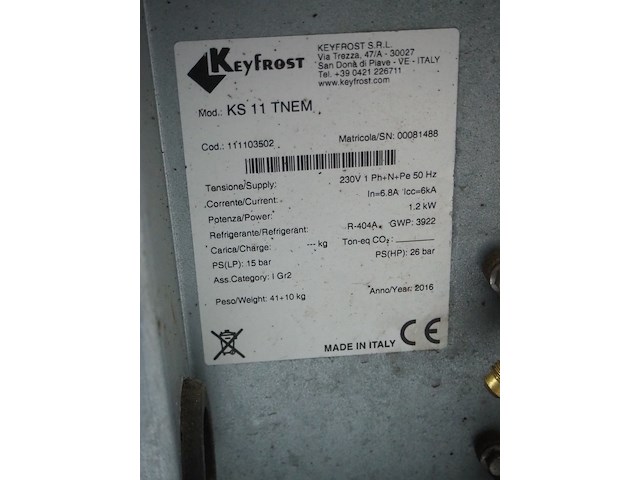 KEYFROST
KEYFROST S.R.L.
Via Trezza, 47/A - 30027
San Donà di Piave - VE - ITALY
Tel. +39 0421 226711
www.keyfrost.com
Mod.: KS 11 TNEM
Cod.: 111103502 Matricola/SN: 00081488
Tensione/Supply: 230V 1 Ph+N+Pe 50 Hz
Corrente/Current: In=6.8A Icc=6kA
Potenza/Power: 1.2 kW
Refrigerante/Refrigerant: R-404A GWP: 3922
Carica/Charge: --- kg Ton-eq CO₂:
PS(LP): 15 bar PS(HP): 26 bar
Ass.Category: I Gr2
Peso/Weight: 41+10 kg Anno/Year: 2016
MADE IN ITALY CE